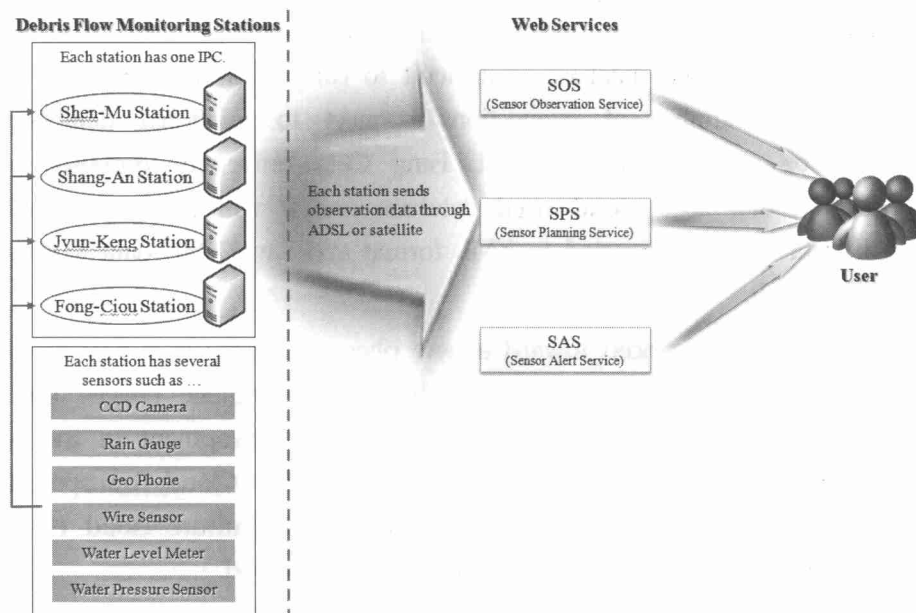 Debris Flow Monitoring Stations
Each station has one IPC.
Shen-Mu Station
Shang-An Station
Jyun-Keng Station
Fong-Ciou Station
Each station has several
sensors such as ...
CCD Camera
Rain Gauge
Geo Phone
Wire Sensor
Water Level Meter
Water Pressure Sensor
Each station sends
observation data through
ADSL or satellite
Web Services
SOS
(Sensor Observation Service)
SPS
(Sensor Planning Service)
SAS
(Sensor Alert Service)
User